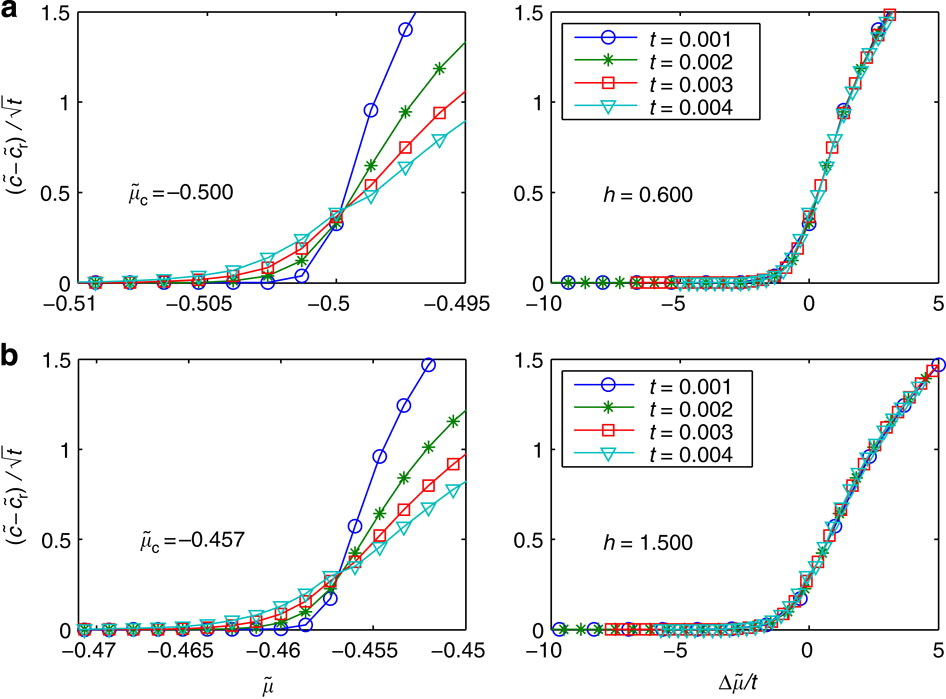 a
1.5
1
0.5
0
(c̃−c̃ᵣ) /√t
μ̃c=−0.500
−0.51 −0.505 −0.5 −0.495
t = 0.001
t = 0.002
t = 0.003
t = 0.004
h = 0.600
1.5
1
0.5
0
−10 −5 0 5
b
1.5
1
0.5
0
(c̃−c̃ᵣ) /√t
μ̃c=−0.457
−0.47 −0.465 −0.46 −0.455 −0.45
μ̃
t = 0.001
t = 0.002
t = 0.003
t = 0.004
h = 1.500
1.5
1
0.5
0
−10 −5 0 5
Δμ̃/t